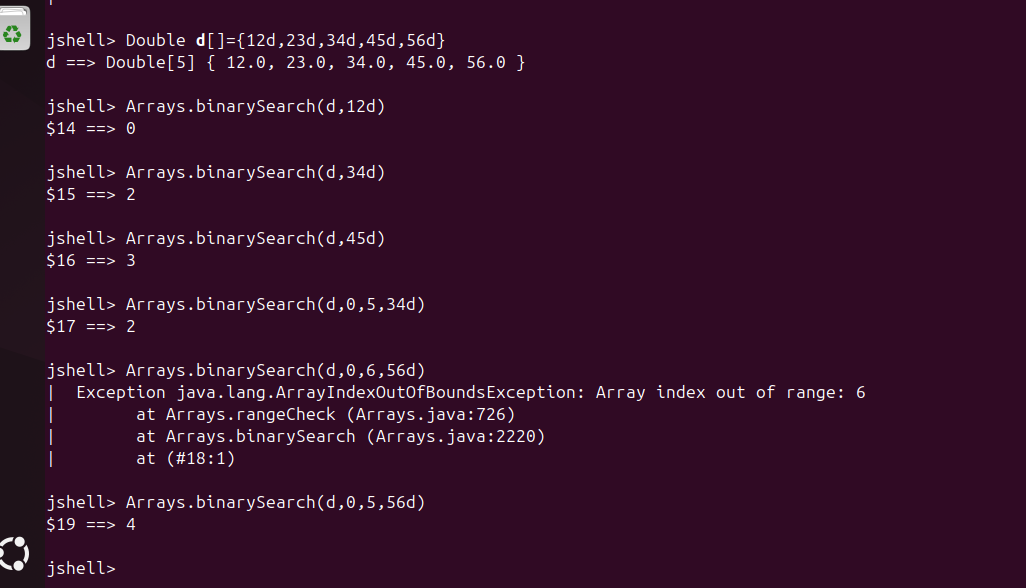 |
jshell> Double d[]={12d,23d,34d,45d,56d}
d ==> Double[5] { 12.0, 23.0, 34.0, 45.0, 56.0 }
jshell> Arrays.binarySearch(d,12d)
$14 ==> 0
jshell> Arrays.binarySearch(d,34d)
$15 ==> 2
jshell> Arrays.binarySearch(d,45d)
$16 ==> 3
jshell> Arrays.binarySearch(d,0,5,34d)
$17 ==> 2
jshell> Arrays.binarySearch(d,0,6,56d)
|  Exception java.lang.ArrayIndexOutOfBoundsException: Array index out of range: 6
|        at Arrays.rangeCheck (Arrays.java:726)
|        at Arrays.binarySearch (Arrays.java:2220)
|        at (#18:1)
jshell> Arrays.binarySearch(d,0,5,56d)
$19 ==> 4
jshell>